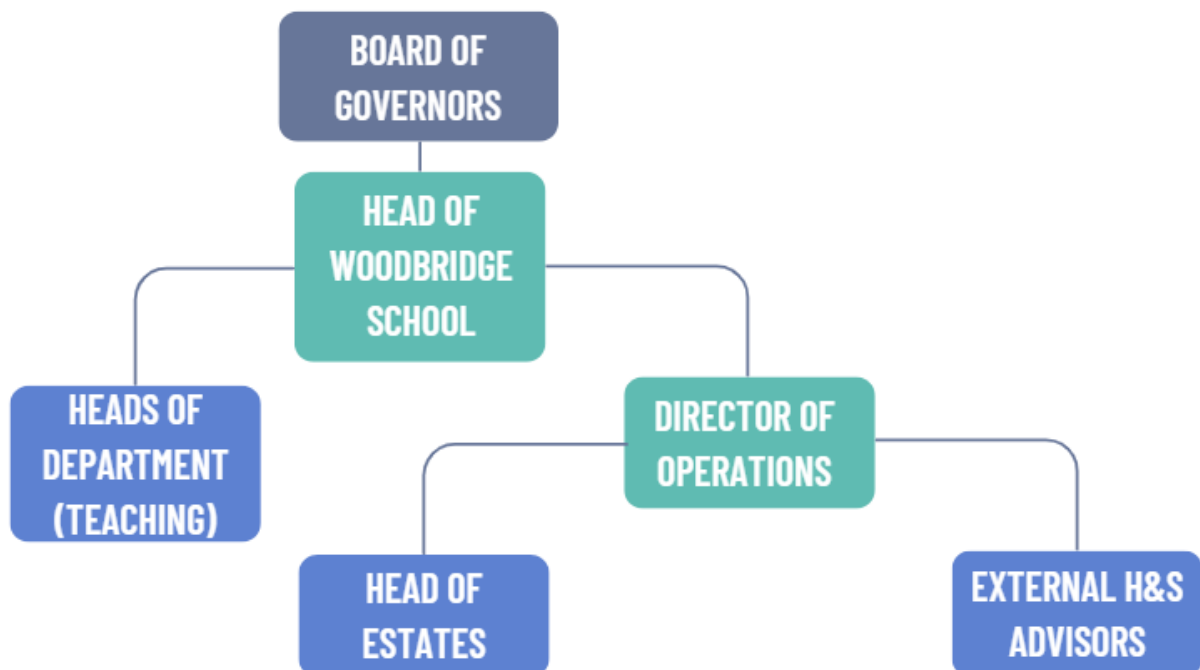 BOARD OF
GOVERNORS
HEAD OF
WOODBRIDGE
SCHOOL
HEADS OF
DEPARTMENT
(TEACHING)
DIRECTOR OF
OPERATIONS
HEAD OF
ESTATES
EXTERNAL H&S
ADVISORS